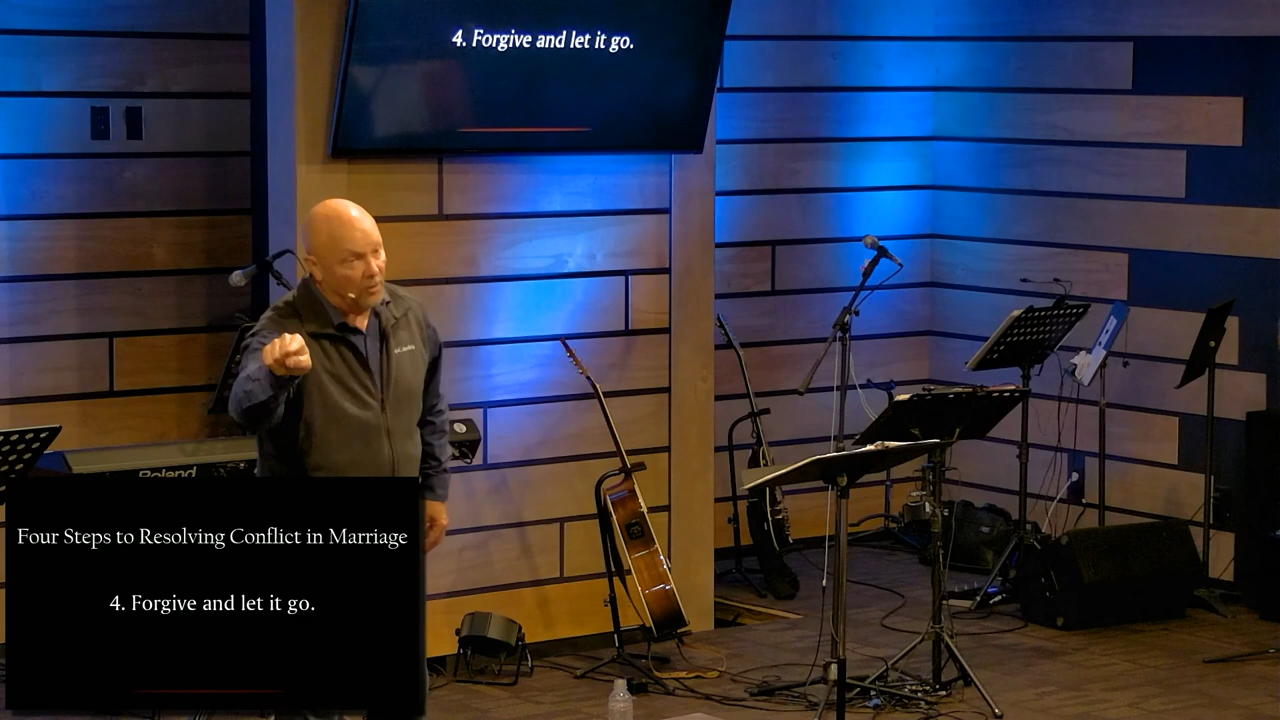 4. Forgive and let it go.
Roland
Four Steps to Resolving Conflict in Marriage
4. Forgive and let it go.